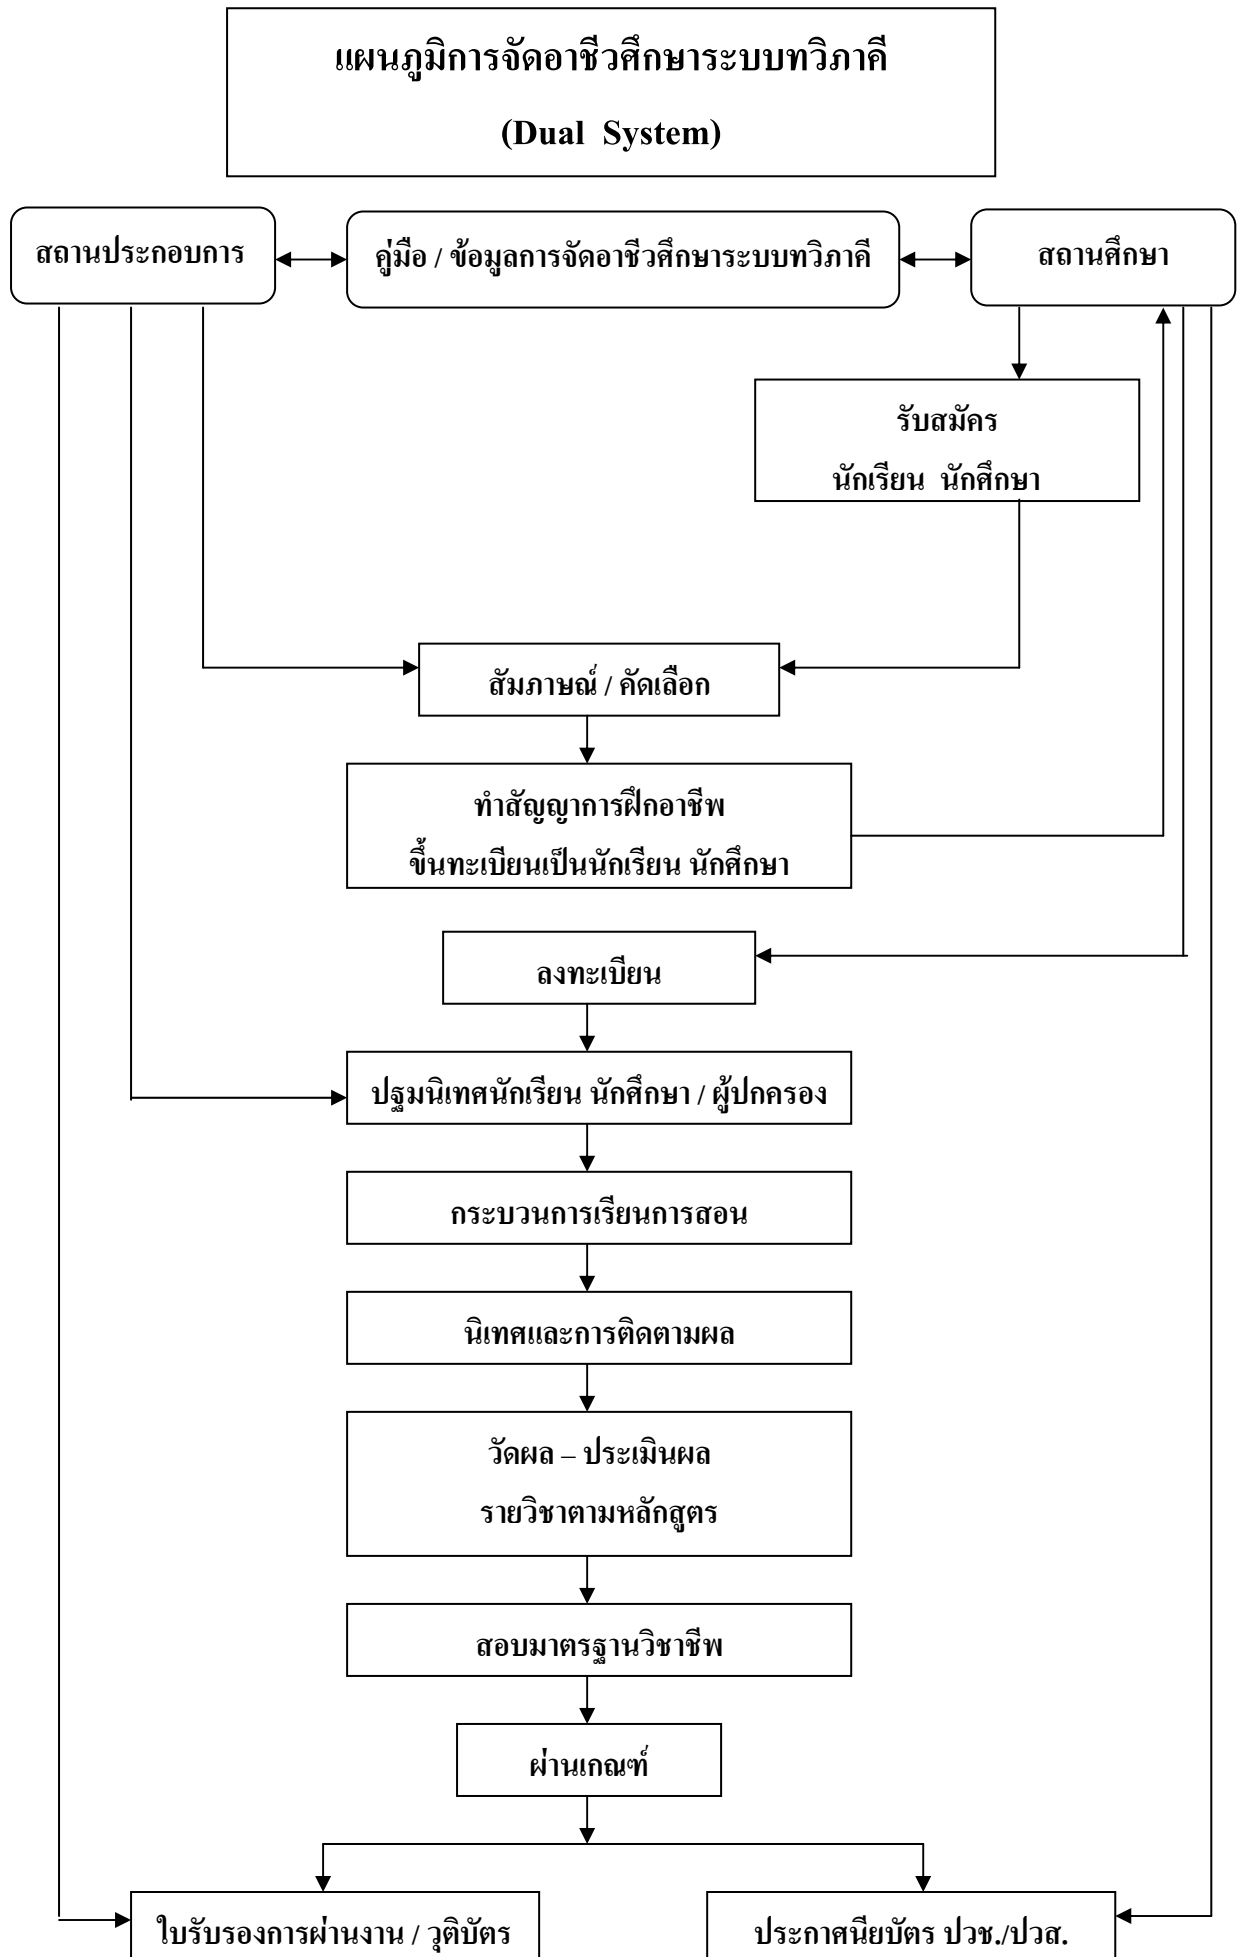 แผนภูมิการจัดอาชีวศึกษาระบบทวิภาคี
(Dual System)
สถานประกอบการ
คู่มือ / ข้อมูลการจัดอาชีวศึกษาระบบทวิภาคี
สถานศึกษา
รับสมัคร
นักเรียน นักศึกษา
สัมภาษณ์ / คัดเลือก
ทำสัญญาการฝึกอาชีพ
ขึ้นทะเบียนเป็นนักเรียน นักศึกษา
ลงทะเบียน
ปฐมนิเทศนักเรียน นักศึกษา / ผู้ปกครอง
กระบวนการเรียนการสอน
นิเทศและการติดตามผล
วัดผล – ประเมินผล
รายวิชาตามหลักสูตร
สอบมาตรฐานวิชาชีพ
ผ่านเกณฑ์
ใบรับรองการผ่านงาน / วุติบัตร
ประกาศนียบัตร ปวช./ปวส.